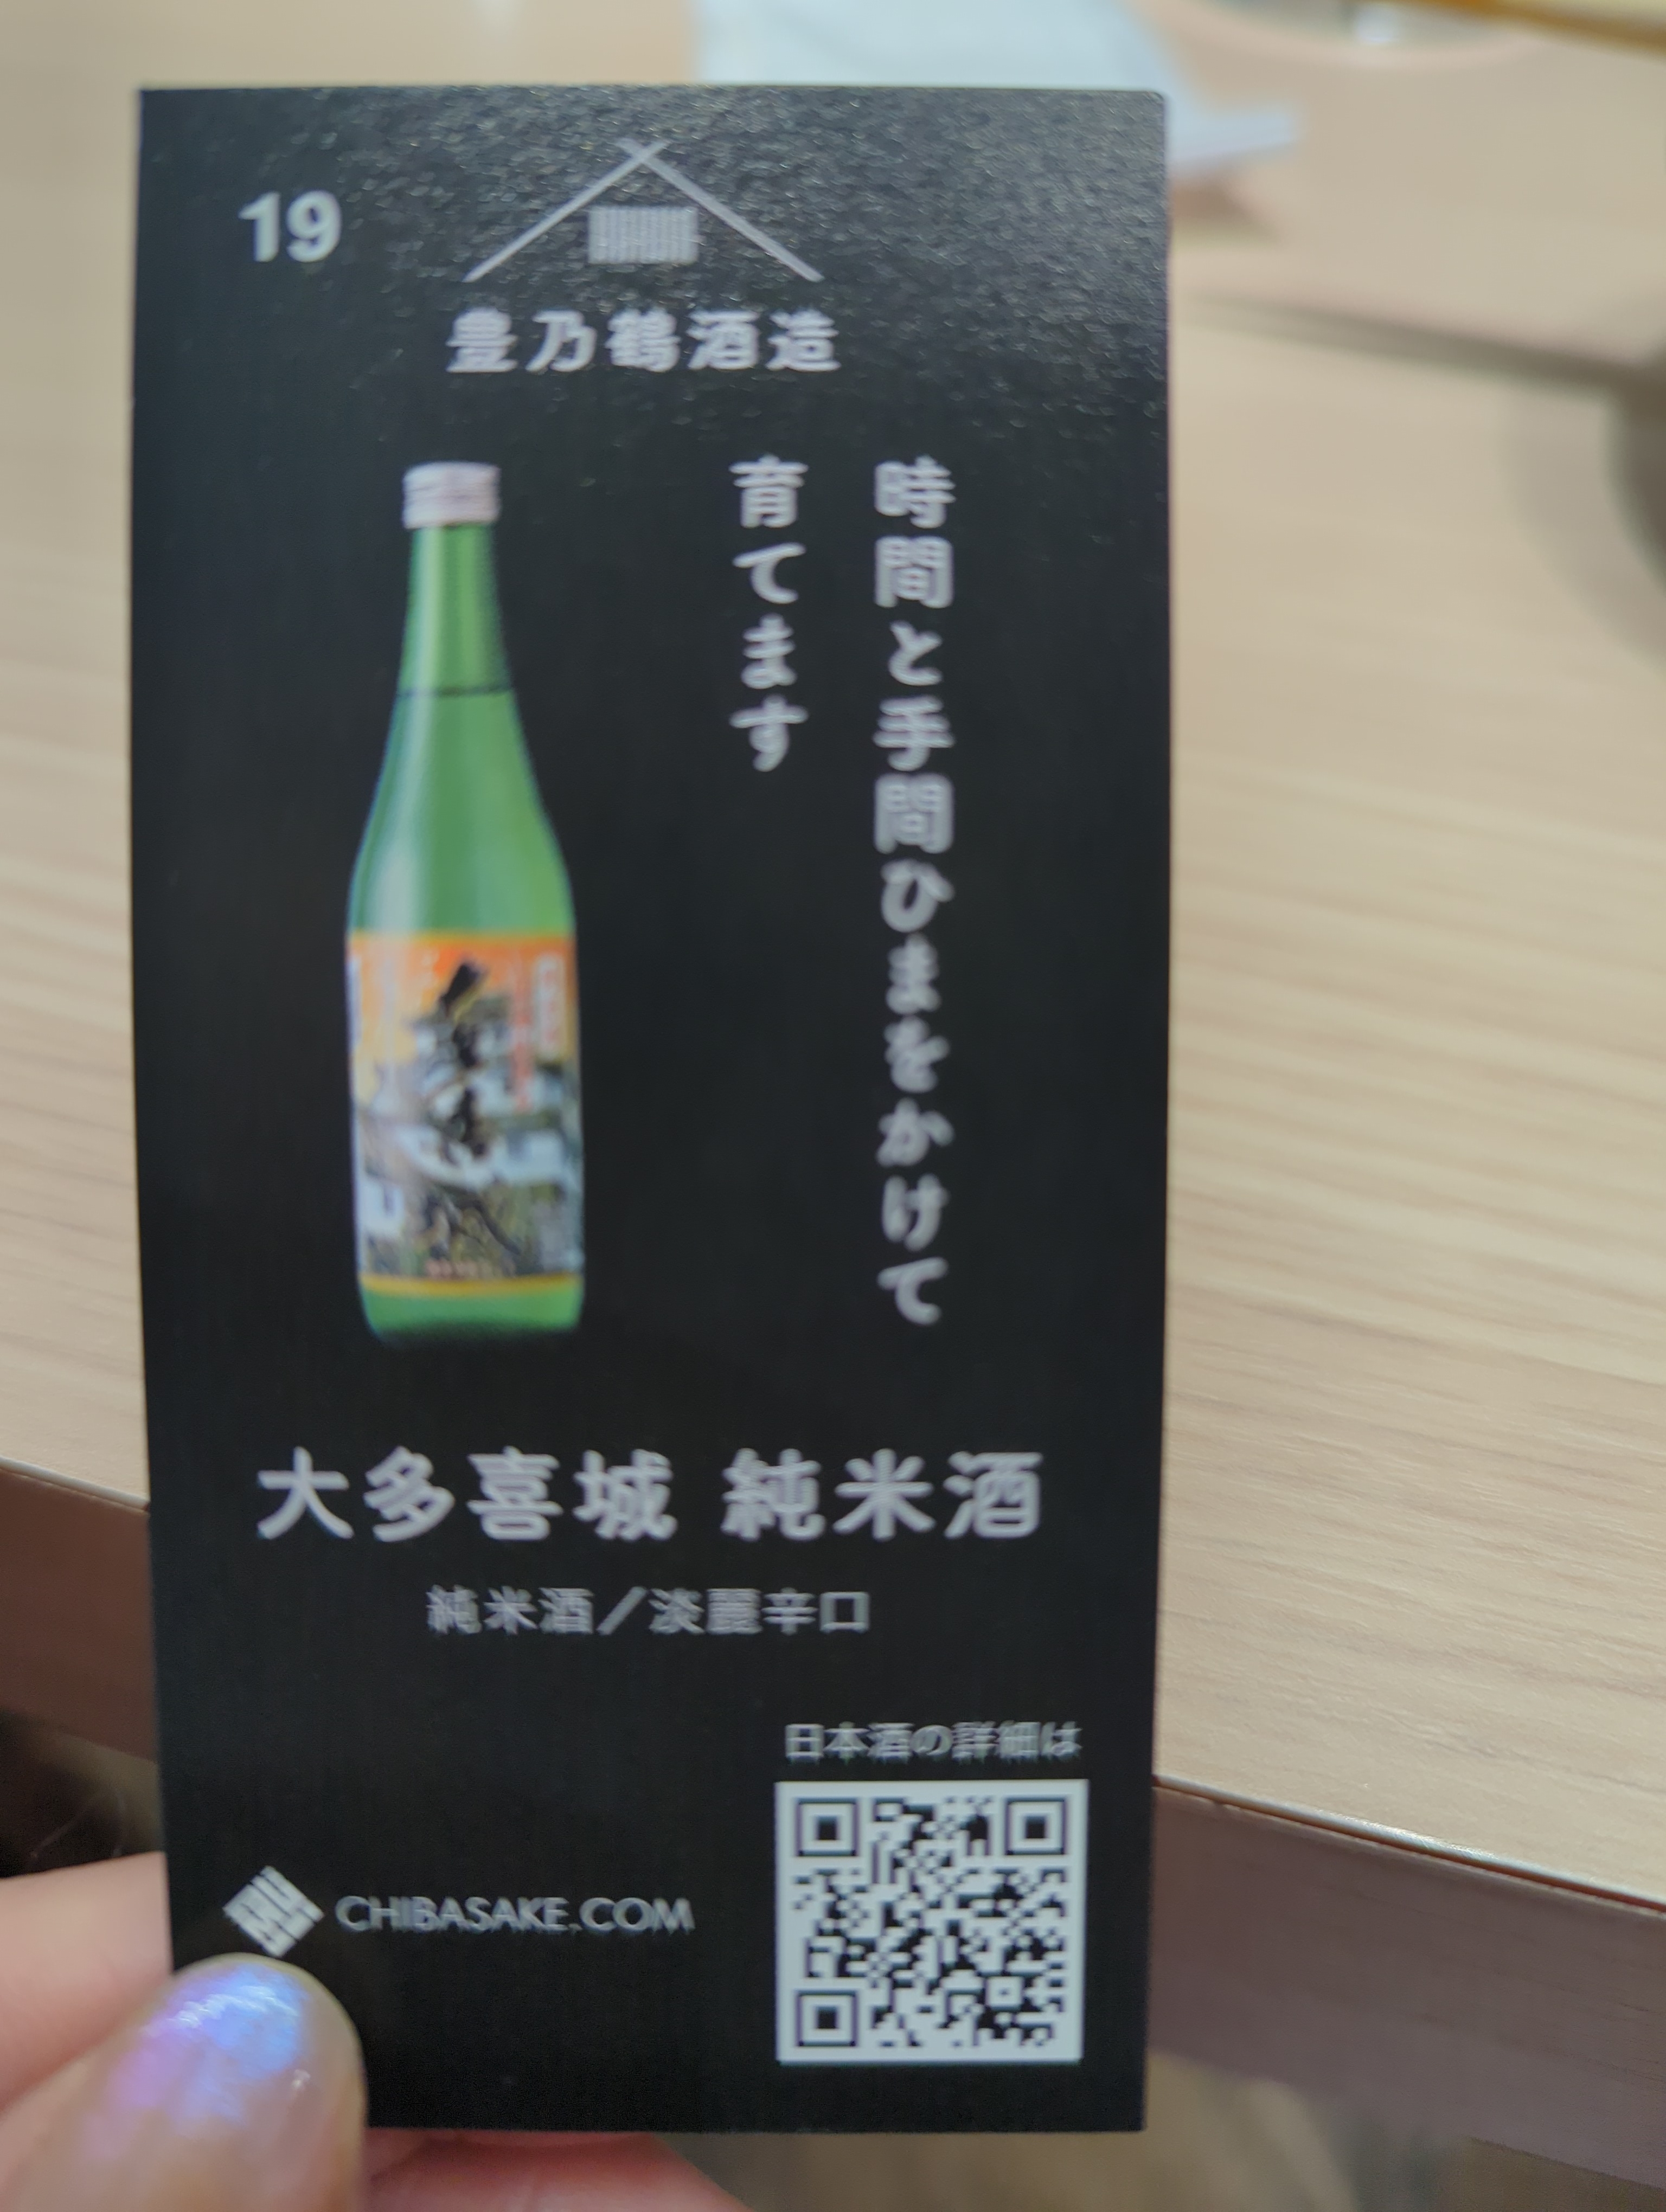 19
豊乃鶴酒造
時間と手間ひまをかけて
育てます
大多喜城 純米酒
純米酒／淡麗辛口
日本酒の詳細は
CHIBASAKE.COM